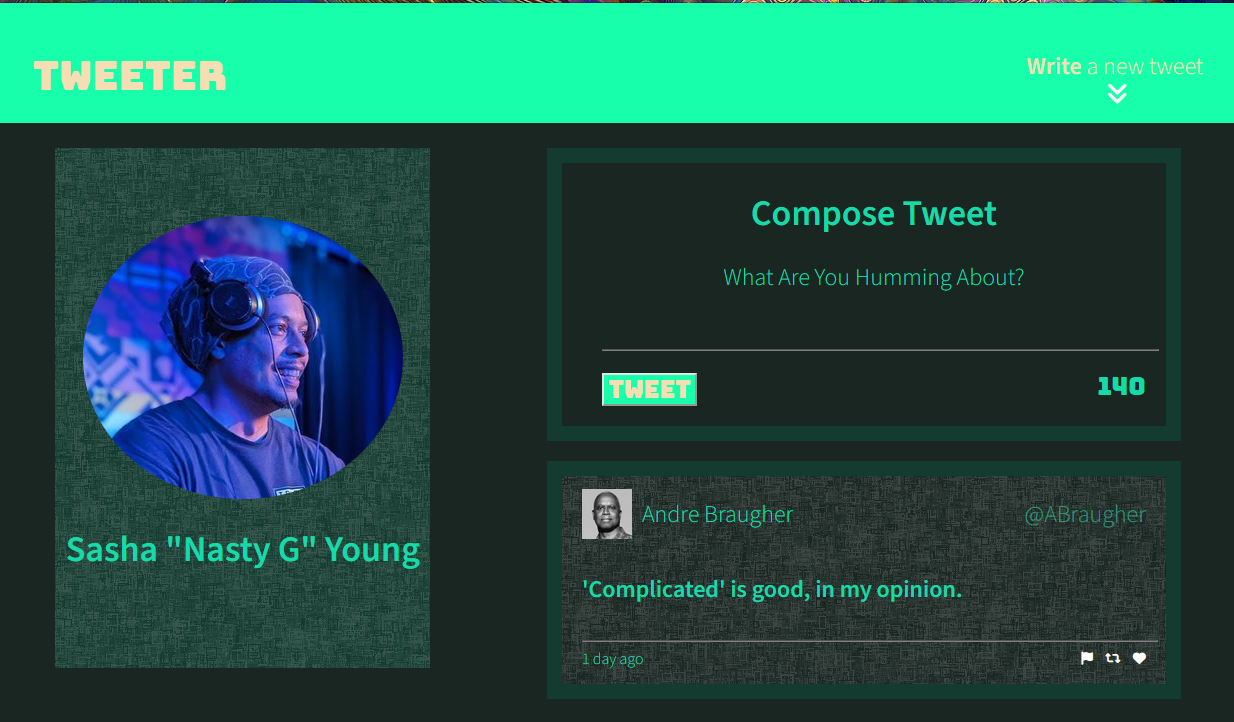 TWEETER
Write a new tweet
Sasha "Nasty G" Young
Compose Tweet
What Are You Humming About?
TWEET
140
Andre Braugher
@ABraugher
'Complicated' is good, in my opinion.
1 day ago